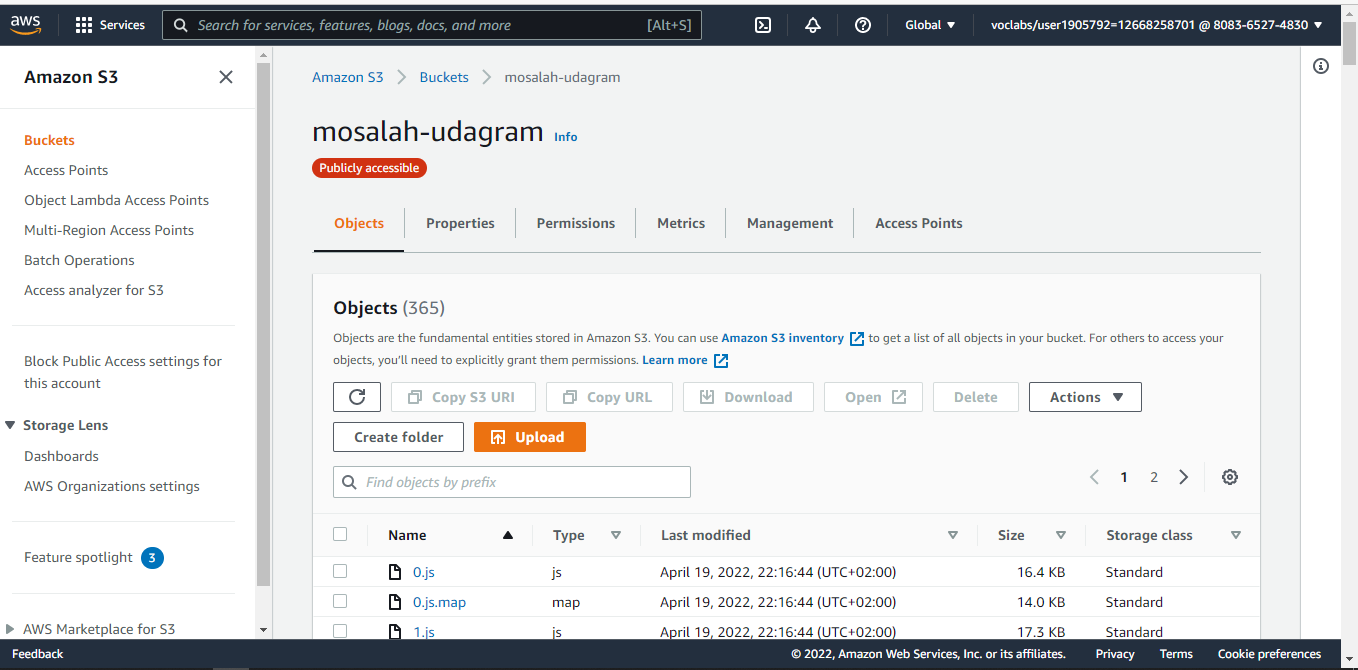 aws Services Search for services, features, blogs, docs, and more [Alt+S] Global voclabs/user1905792=12668258701 @ 8083-6527-4830
Amazon S3
Buckets
Access Points
Object Lambda Access Points
Multi-Region Access Points
Batch Operations
Access analyzer for S3
Block Public Access settings for
this account
Storage Lens
Dashboards
AWS Organizations settings
Feature spotlight 3
AWS Marketplace for S3
Amazon S3 Buckets mosalah-udagram
mosalah-udagram Info
Publicly accessible
Objects Properties Permissions Metrics Management Access Points
Objects (365)
Objects are the fundamental entities stored in Amazon S3. You can use Amazon S3 inventory to get a list of all objects in your bucket. For others to access your
objects, you'll need to explicitly grant them permissions. Learn more
Copy S3 URI Copy URL Download Open Delete Actions
Create folder Upload
Find objects by prefix 1 2
Name Type Last modified Size Storage class
0.js js April 19, 2022, 22:16:44 (UTC+02:00) 16.4 KB Standard
0.js.map map April 19, 2022, 22:16:44 (UTC+02:00) 14.0 KB Standard
1.js js April 19, 2022, 22:16:44 (UTC+02:00) 17.3 KB Standard
Feedback © 2022, Amazon Web Services, Inc. or its affiliates. Privacy Terms Cookie preferences